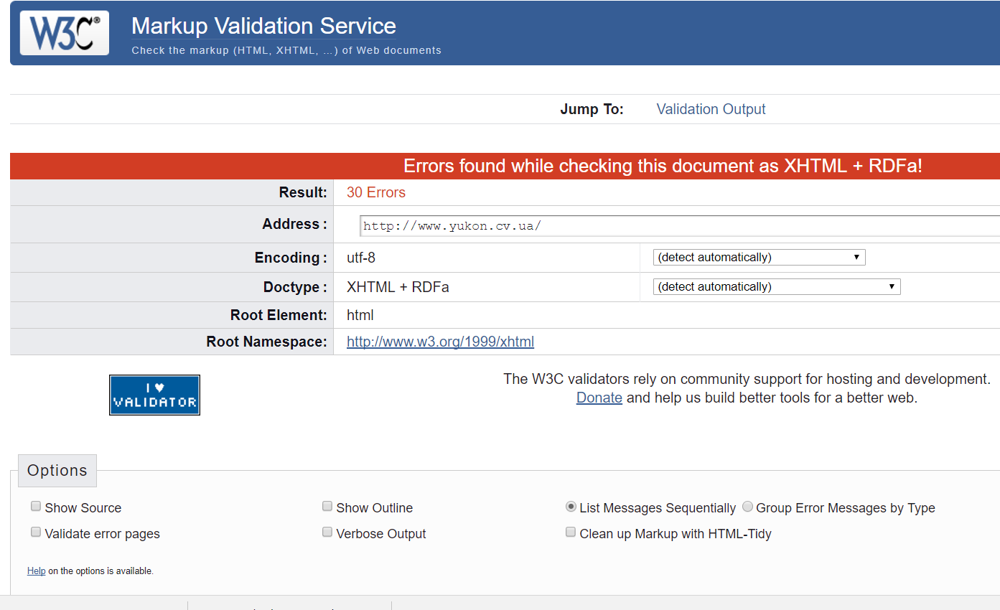 W3C®
Markup Validation Service
Check the markup (HTML, XHTML, …) of Web documents
Jump To: Validation Output
Errors found while checking this document as XHTML + RDFa!
Result: 30 Errors
Address : http://www.yukon.cv.ua/
Encoding : utf-8 (detect automatically)
Doctype : XHTML + RDFa (detect automatically)
Root Element: html
Root Namespace: http://www.w3.org/1999/xhtml
I ♥
VALIDATOR
The W3C validators rely on community support for hosting and development.
Donate and help us build better tools for a better web.
Options
Show Source Show Outline List Messages Sequentially Group Error Messages by Type
Validate error pages Verbose Output Clean up Markup with HTML-Tidy
Help on the options is available.